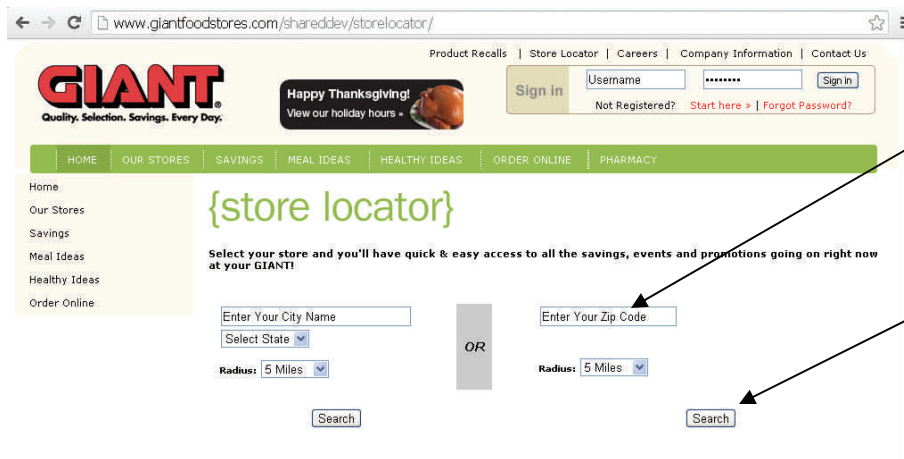 www.giantfoodstores.com/shareddev/storelocator/
Product Recalls | Store Locator | Careers | Company Information | Contact Us
GIANT®
Quality. Selection. Savings. Every Day.
Happy Thanksgiving!
View our holiday hours »
Sign in
Username
••••••••
Sign in
Not Registered? Start here » | Forgot Password?
HOME OUR STORES SAVINGS MEAL IDEAS HEALTHY IDEAS ORDER ONLINE PHARMACY
Home
Our Stores
Savings
Meal Ideas
Healthy Ideas
Order Online
{store locator}
Select your store and you'll have quick & easy access to all the savings, events and promotions going on right now
at your GIANT!
Enter Your City Name
Select State
Radius: 5 Miles
Search
OR
Enter Your Zip Code
Radius: 5 Miles
Search